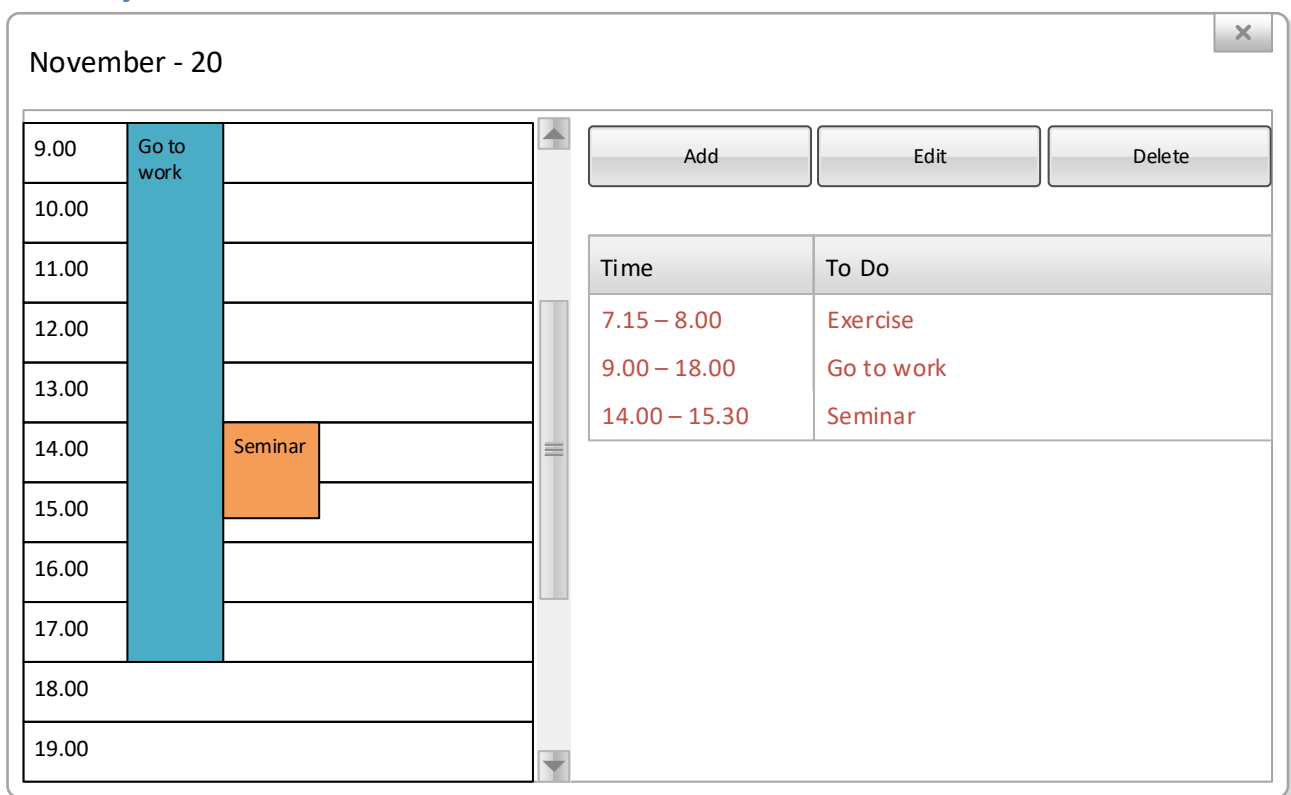 November - 20
9.00
Go to
work
10.00
11.00
12.00
13.00
14.00
Seminar
15.00
16.00
17.00
18.00
19.00
Add Edit Delete
Time To Do
7.15 – 8.00 Exercise
9.00 – 18.00 Go to work
14.00 – 15.30 Seminar